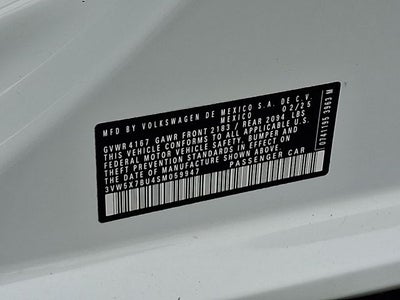 MFD BY VOLKSWAGEN DE MEXICO S.A. DE C.V.
MEXICO 02/25
GVWR 4167 GAWR FRONT 2183 / REAR 2094 LBS
THIS VEHICLE CONFORMS TO ALL APPLICABLE U.S.
FEDERAL MOTOR VEHICLE SAFETY, BUMPER AND
THEFT PREVENTION STANDARDS IN EFFECT ON THE
DATE OF MANUFACTURE SHOWN ABOVE.
3VW5X7BU4SM059947 PASSENGER CAR
0741195 3963 M